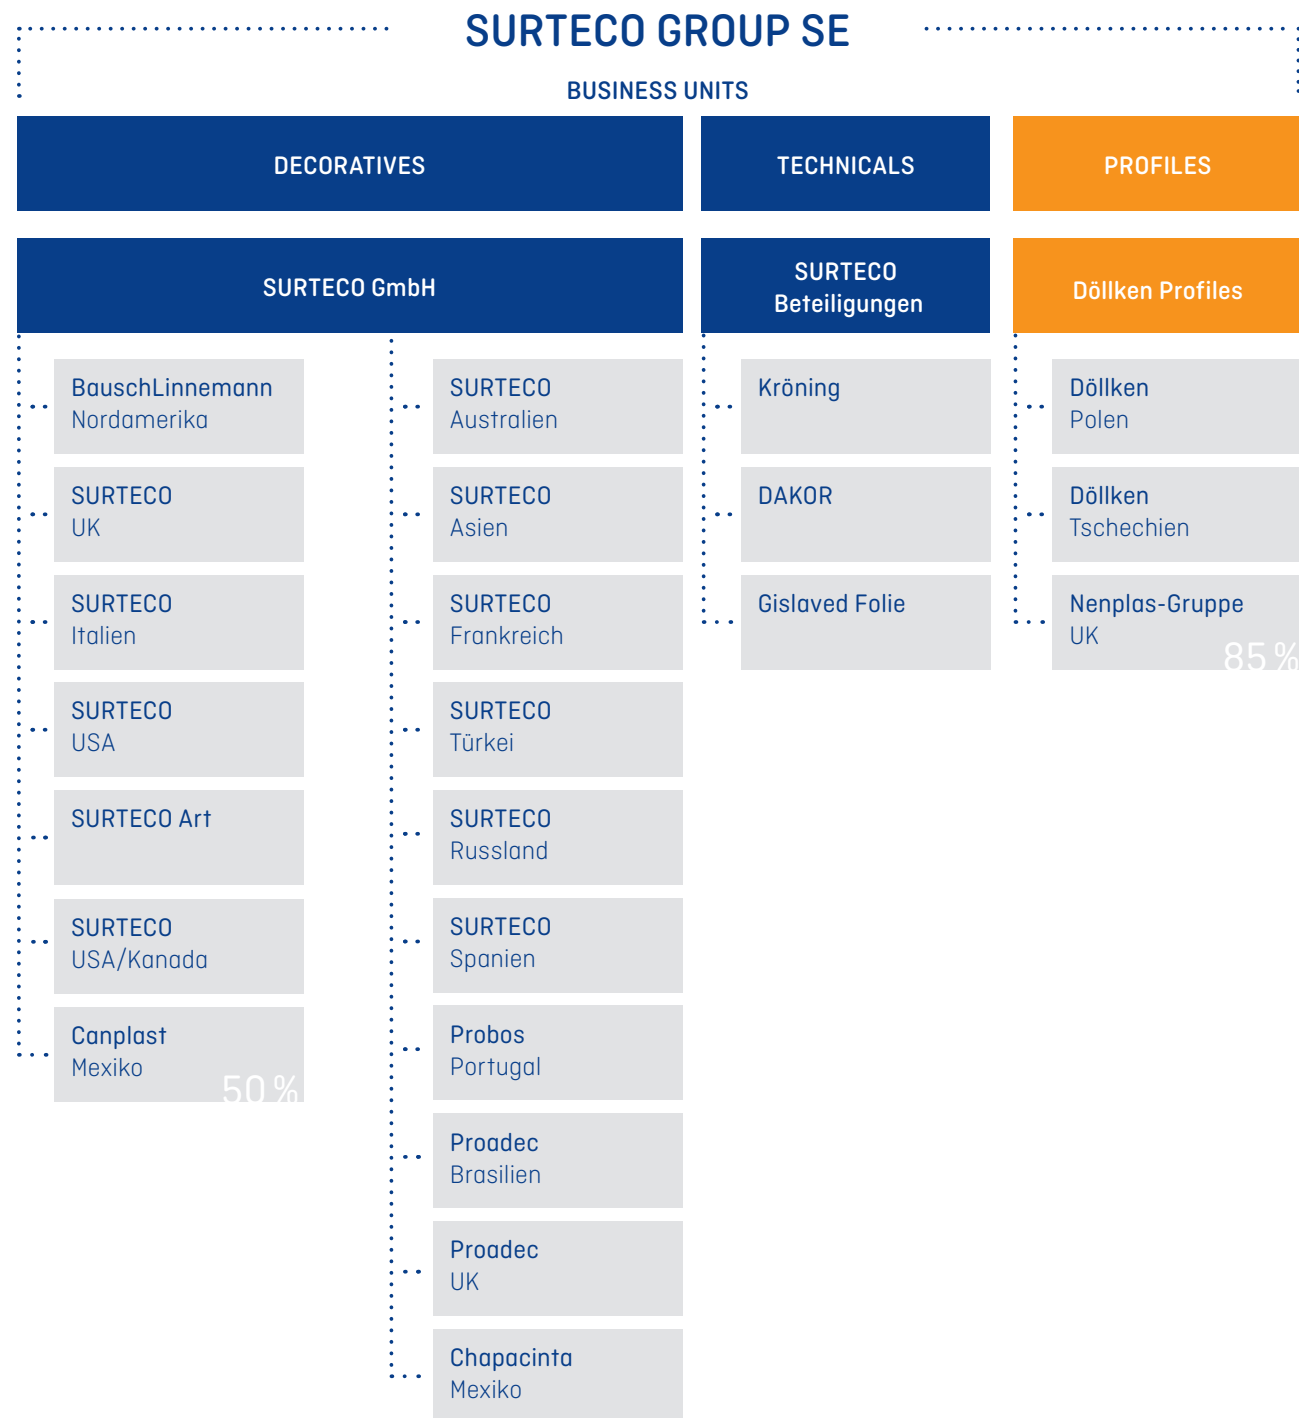 SURTECO GROUP SE
BUSINESS UNITS
DECORATIVES
TECHNICALS
PROFILES
SURTECO GmbH
SURTECO
Beteiligungen
Döllken Profiles
BauschLinnemann
Nordamerika
SURTECO
UK
SURTECO
Italien
SURTECO
USA
SURTECO Art
SURTECO
USA/Kanada
Canplast
Mexiko
50 %
SURTECO
Australien
SURTECO
Asien
SURTECO
Frankreich
SURTECO
Türkei
SURTECO
Russland
SURTECO
Spanien
Probos
Portugal
Proadec
Brasilien
Proadec
UK
Chapacinta
Mexiko
Kröning
DAKOR
Gislaved Folie
Döllken
Polen
Döllken
Tschechien
Nenplas-Gruppe
UK
85 %